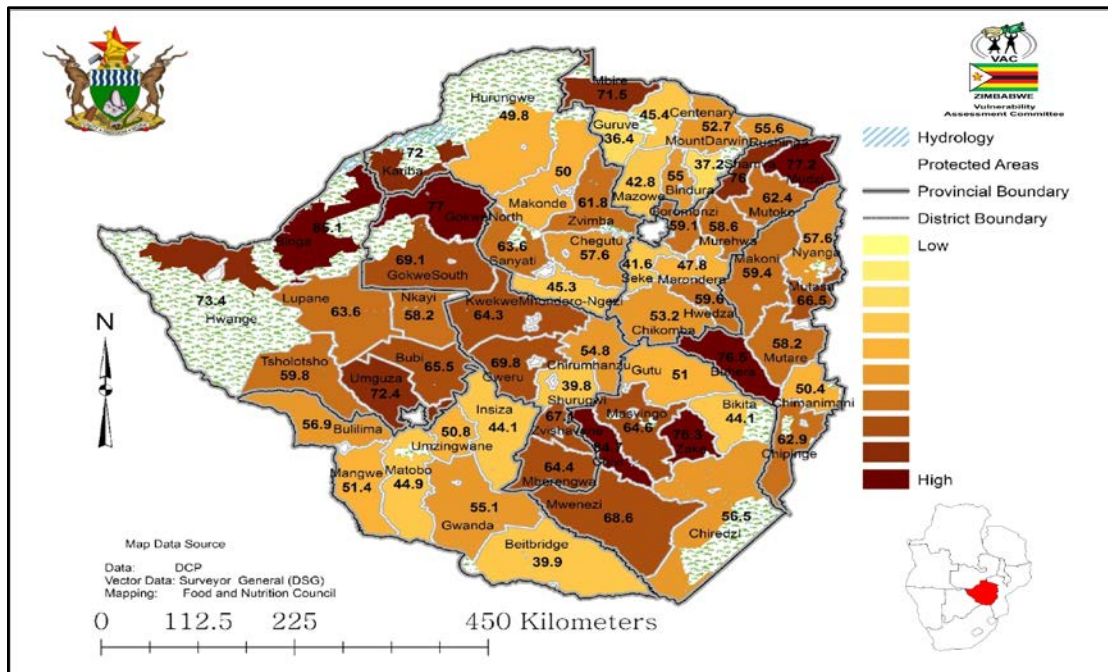 VAC
ZIMBABWE
Vulnerability
Assessment Committee
Hydrology
Protected Areas
Provincial Boundary
District Boundary
Low
High
Mbire
71.5
Hurungwe
49.8
Centenary
45.4
Guruve
36.4
52.7
MountDarwin
55.6
Rushinga
37.2
Shamva
77.2
Mudzi
76
72
Kariba
50
Makonde
42.8
Mazowe
55
Bindura
62.4
Mutoko
61.8
Zvimba
Goromonzi
59.1
58.6
Murehwa
57.6
Nyanga
77
GokweNorth
85.1
Binga
63.6
Sanyati
Chegutu
57.6
41.6
Seke
47.8
Marondera
Makoni
59.4
Mutasa
66.5
69.1
GokweSouth
45.3
Mhondoro-Ngezi
59.6
Hwedza
53.2
Chikomba
73.4
Hwange
Lupane
63.6
Nkayi
58.2
Kwekwe
64.3
58.2
Mutare
Tsholotsho
59.8
Bubi
65.5
Umguza
72.4
69.8
Gweru
54.8
Chirumhanzu
Gutu
51
Buhera
50.4
Chimanimani
39.8
Shurugwi
Bikita
44.1
Insiza
44.1
Masvingo
64.6
76.3
Zaka
62.9
Chipinge
56.9
Bulilima
50.8
Umzingwane
Zvishavane
64.4
Mberengwa
Mangwe
51.4
Matobo
44.9
55.1
Gwanda
Mwenezi
68.6
56.5
Chiredzi
Beitbridge
39.9
N
Map Data Source
Data: DCP
Vector Data: Surveyor General (DSG)
Mapping: Food and Nutrition Council
0 112.5 225 450 Kilometers